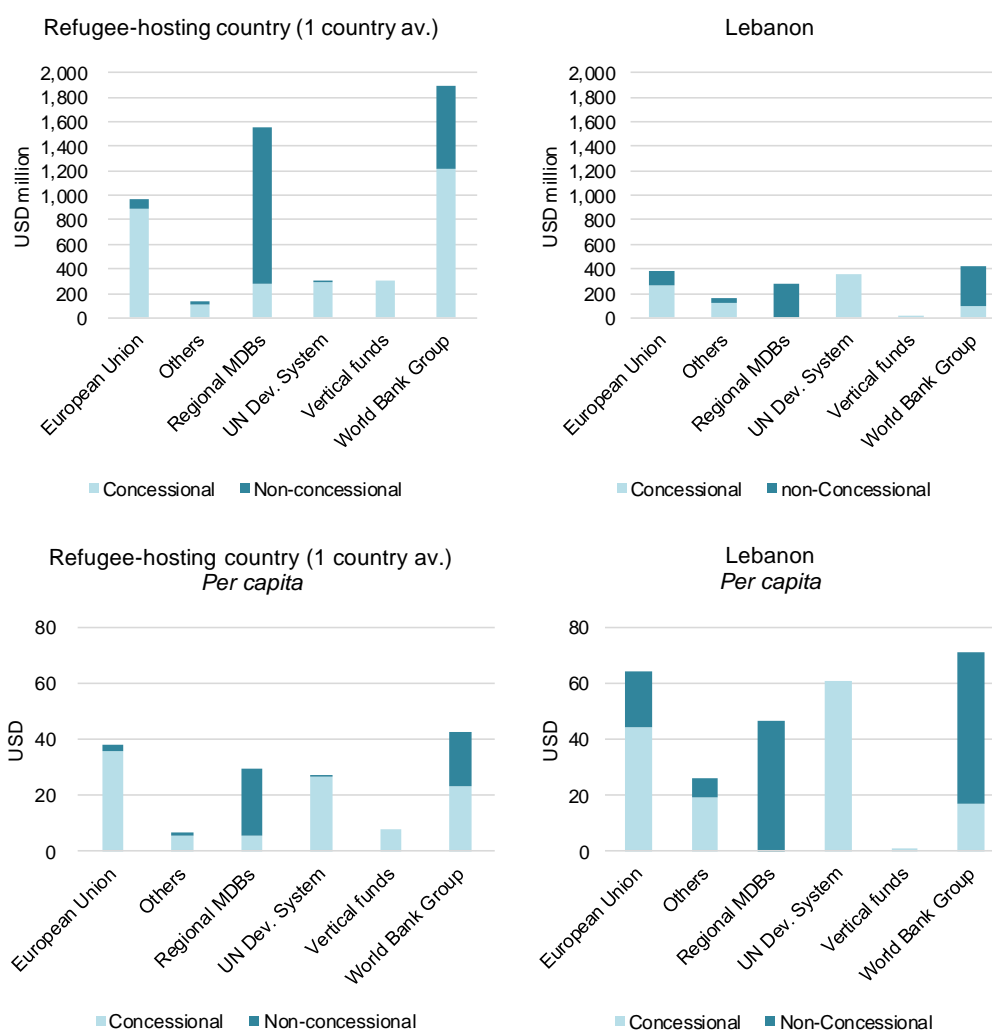 Refugee-hosting country (1 country av.)
2,000
1,800
1,600
1,400
1,200
1,000
800
600
400
200
0
USD million
European Union
Others
Regional MDBs
UN Dev. System
Vertical funds
World Bank Group
Concessional Non-concessional
Lebanon
2,000
1,800
1,600
1,400
1,200
1,000
800
600
400
200
0
USD million
European Union
Others
Regional MDBs
UN Dev. System
Vertical funds
World Bank Group
Concessional non-Concessional
Refugee-hosting country (1 country av.)
Per capita
80
60
40
20
0
USD
European Union
Others
Regional MDBs
UN Dev. System
Vertical funds
World Bank Group
Concessional Non-concessional
Lebanon
Per capita
80
60
40
20
0
USD
European Union
Others
Regional MDBs
UN Dev. System
Vertical funds
World Bank Group
Concessional Non-Concessional